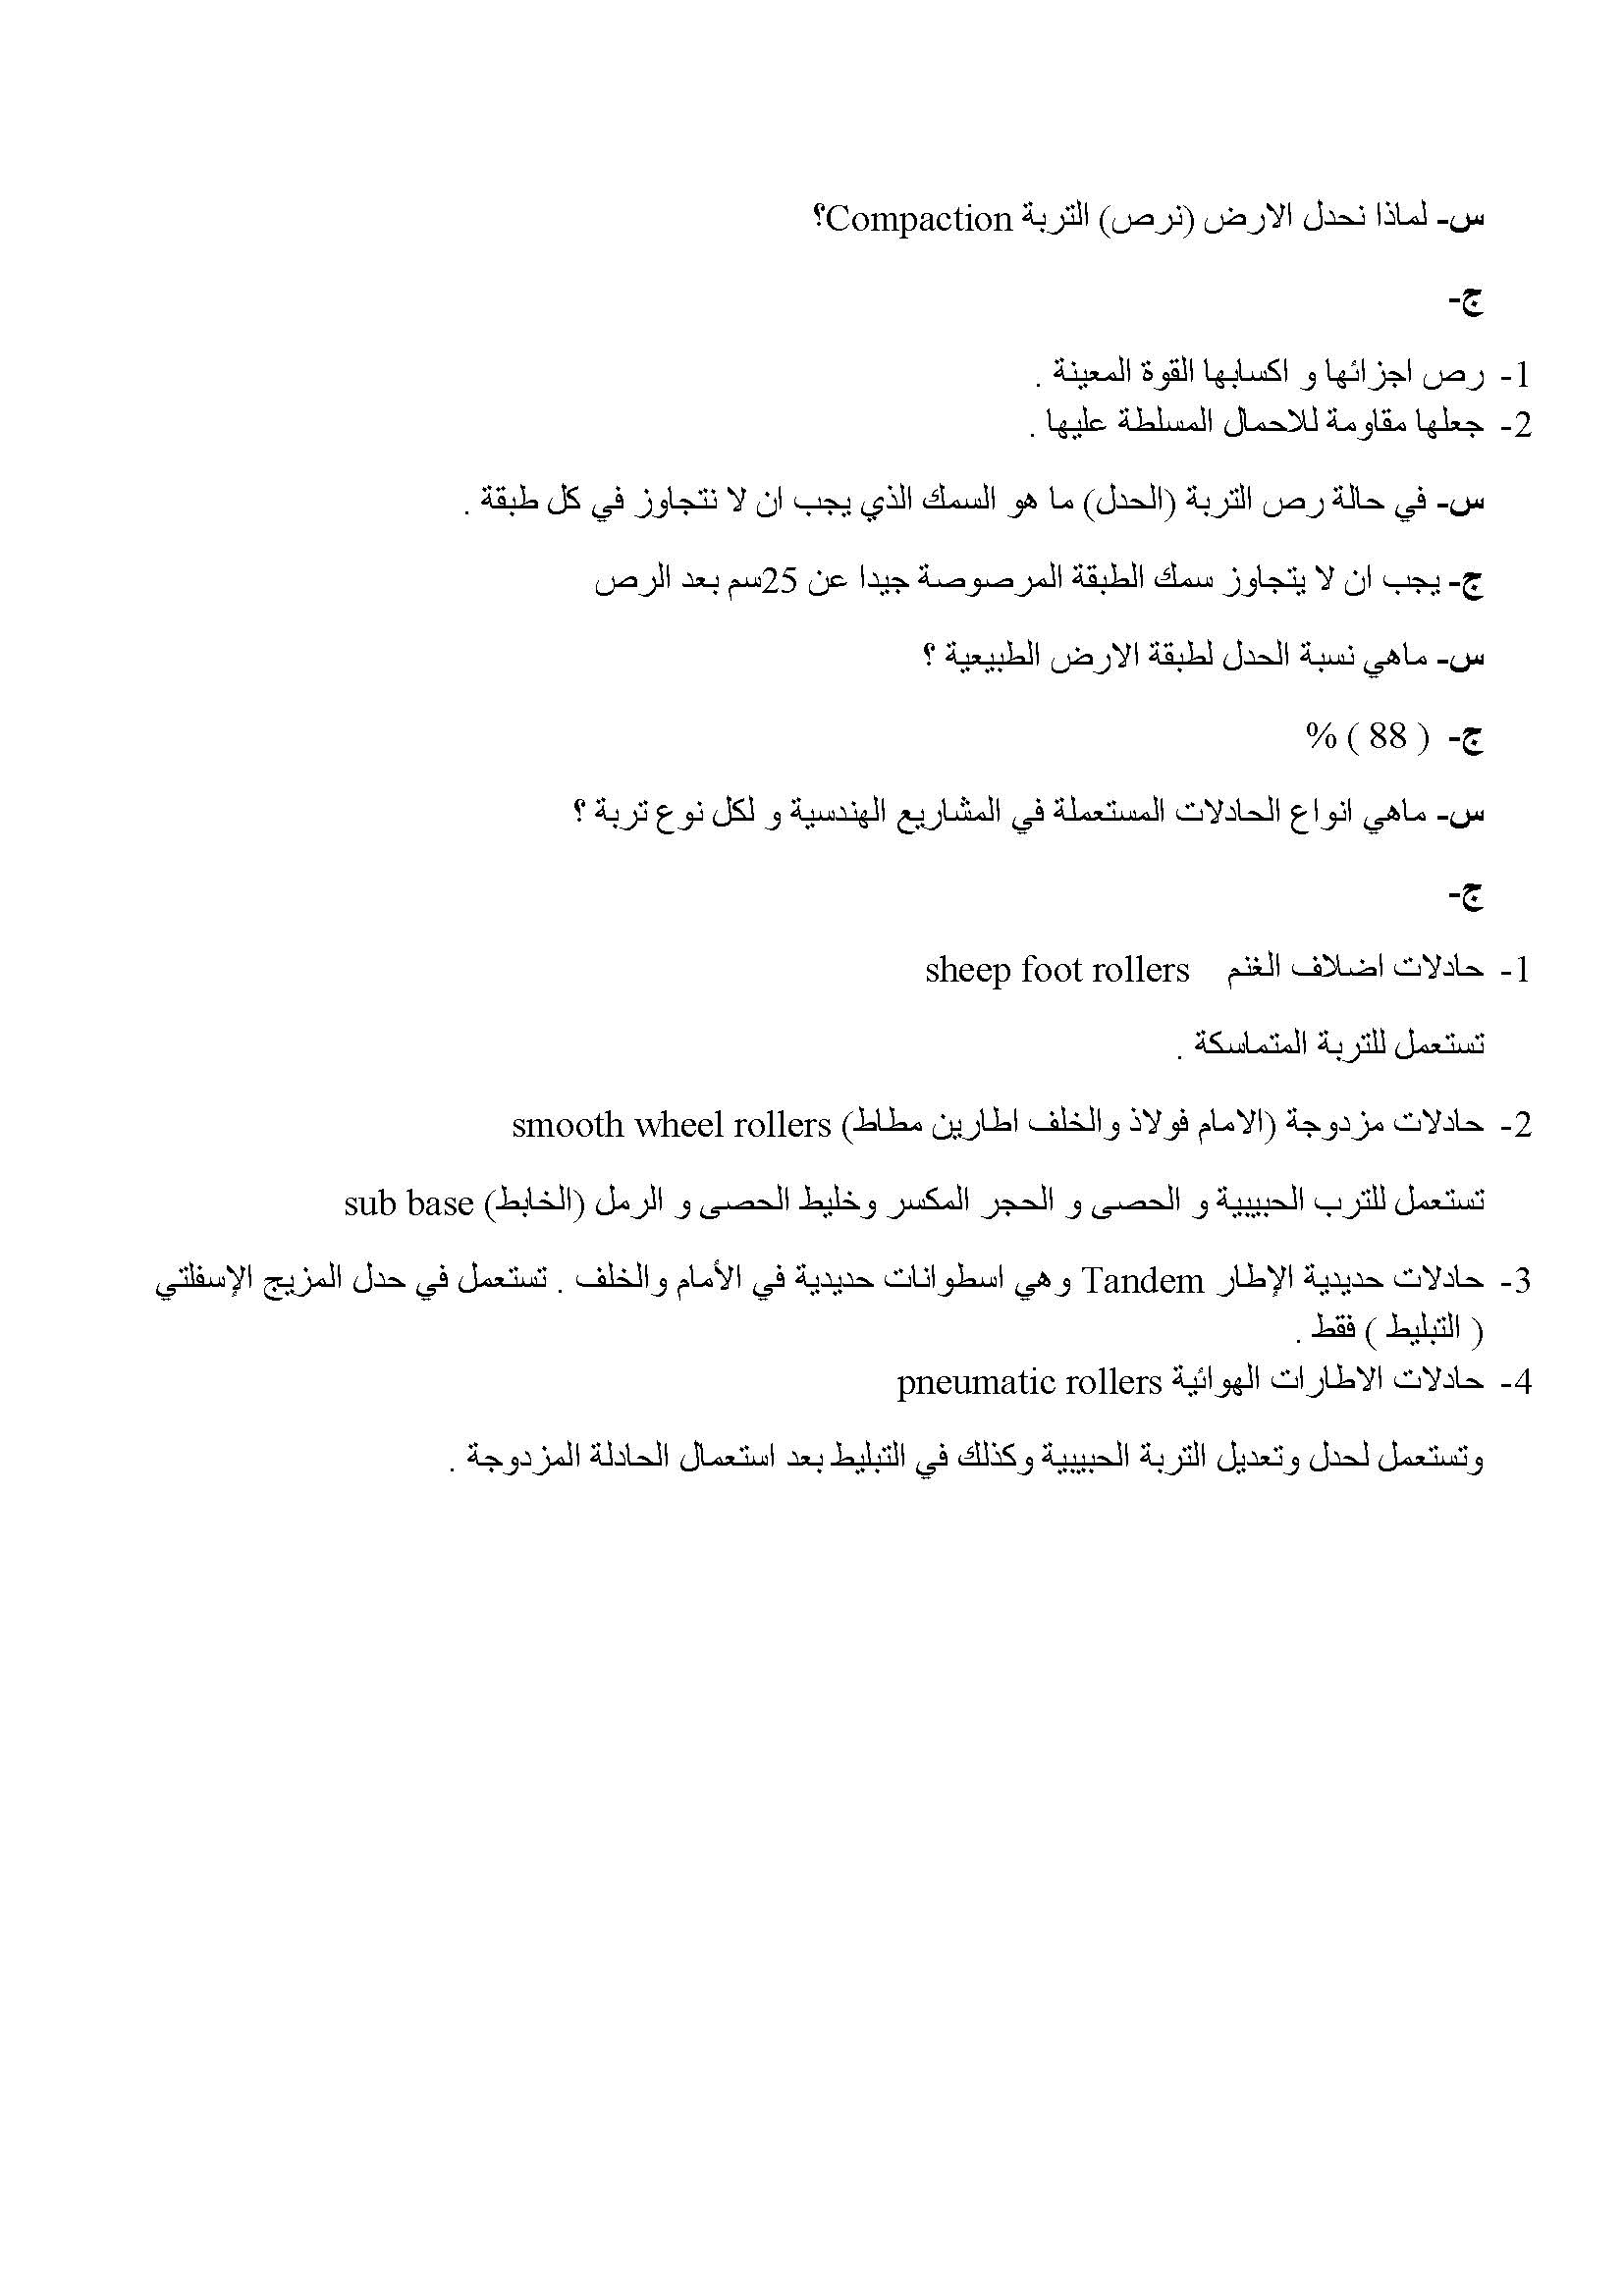 س- لماذا نحدل الارض (نرص) التربة Compaction؟
ج-
1- رص اجزائها و اكسابها القوة المعينة .
2- جعلها مقاومة للاحمال المسلطة عليها .
س- في حالة رص التربة (الحدل) ما هو السمك الذي يجب ان لا نتجاوز في كل طبقة .
ج- يجب ان لا يتجاوز سمك الطبقة المرصوصة جيدا عن 25سم بعد الرص
س- ماهي نسبة الحدل لطبقة الارض الطبيعية ؟
ج- ( 88 ) %
س- ماهي انواع الحادلات المستعملة في المشاريع الهندسية و لكل نوع تربة ؟
ج-
1- حادلات اضلاف الغنم sheep foot rollers
تستعمل للتربة المتماسكة .
2- حادلات مزدوجة (الامام فولاذ والخلف اطارين مطاط) smooth wheel rollers
تستعمل للترب الحبيبية و الحصى و الحجر المكسر وخليط الحصى و الرمل (الخابط) sub base
3- حادلات حديدية الإطار Tandem وهي اسطوانات حديدية في الأمام والخلف . تستعمل في حدل المزيج الإسفلتي
( التبليط ) فقط .
4- حادلات الاطارات الهوائية pneumatic rollers
وتستعمل لحدل وتعديل التربة الحبيبية وكذلك في التبليط بعد استعمال الحادلة المزدوجة .